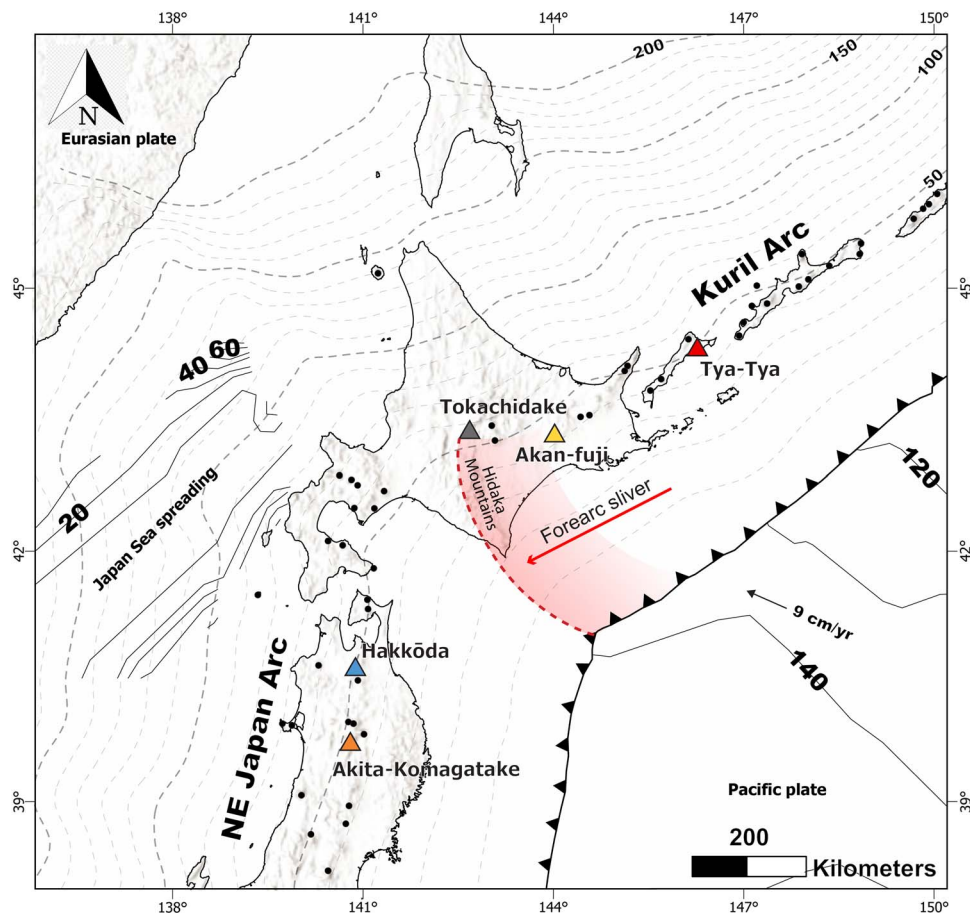 138°
141°
144°
147°
150°
200
150
100
50
N
Eurasian plate
Kuril Arc
45°
45°
60
40
20
Tya-Tya
Tokachidake
Akan-fuji
Hidaka
Mountains
Forearc sliver
120
Japan Sea spreading
42°
42°
9 cm/yr
140
NE Japan Arc
Hakkōda
Akita-Komagatake
39°
39°
Pacific plate
200
Kilometers
138°
141°
144°
147°
150°